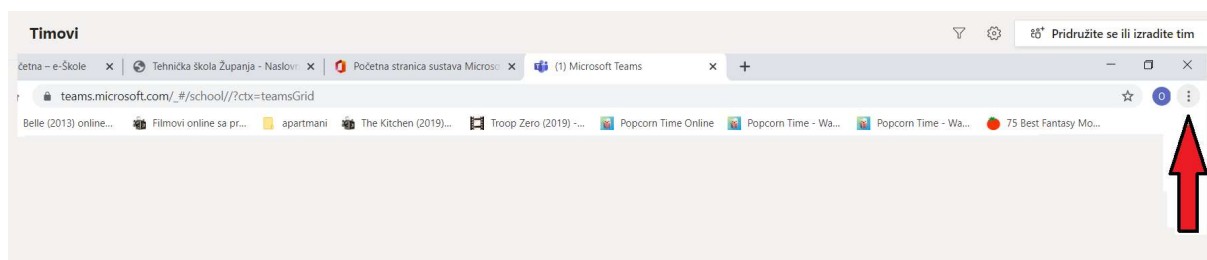 Timovi
Pridružite se ili izradite tim
četna – e-Škole
Tehnička škola Županja - Naslovn
Početna stranica sustava Microso
(1) Microsoft Teams
teams.microsoft.com/_#/school//?ctx=teamsGrid
O
Belle (2013) online...
Filmovi online sa pr...
apartmani
The Kitchen (2019)...
Troop Zero (2019) -...
Popcorn Time Online
Popcorn Time - Wa...
Popcorn Time - Wa...
75 Best Fantasy Mo...